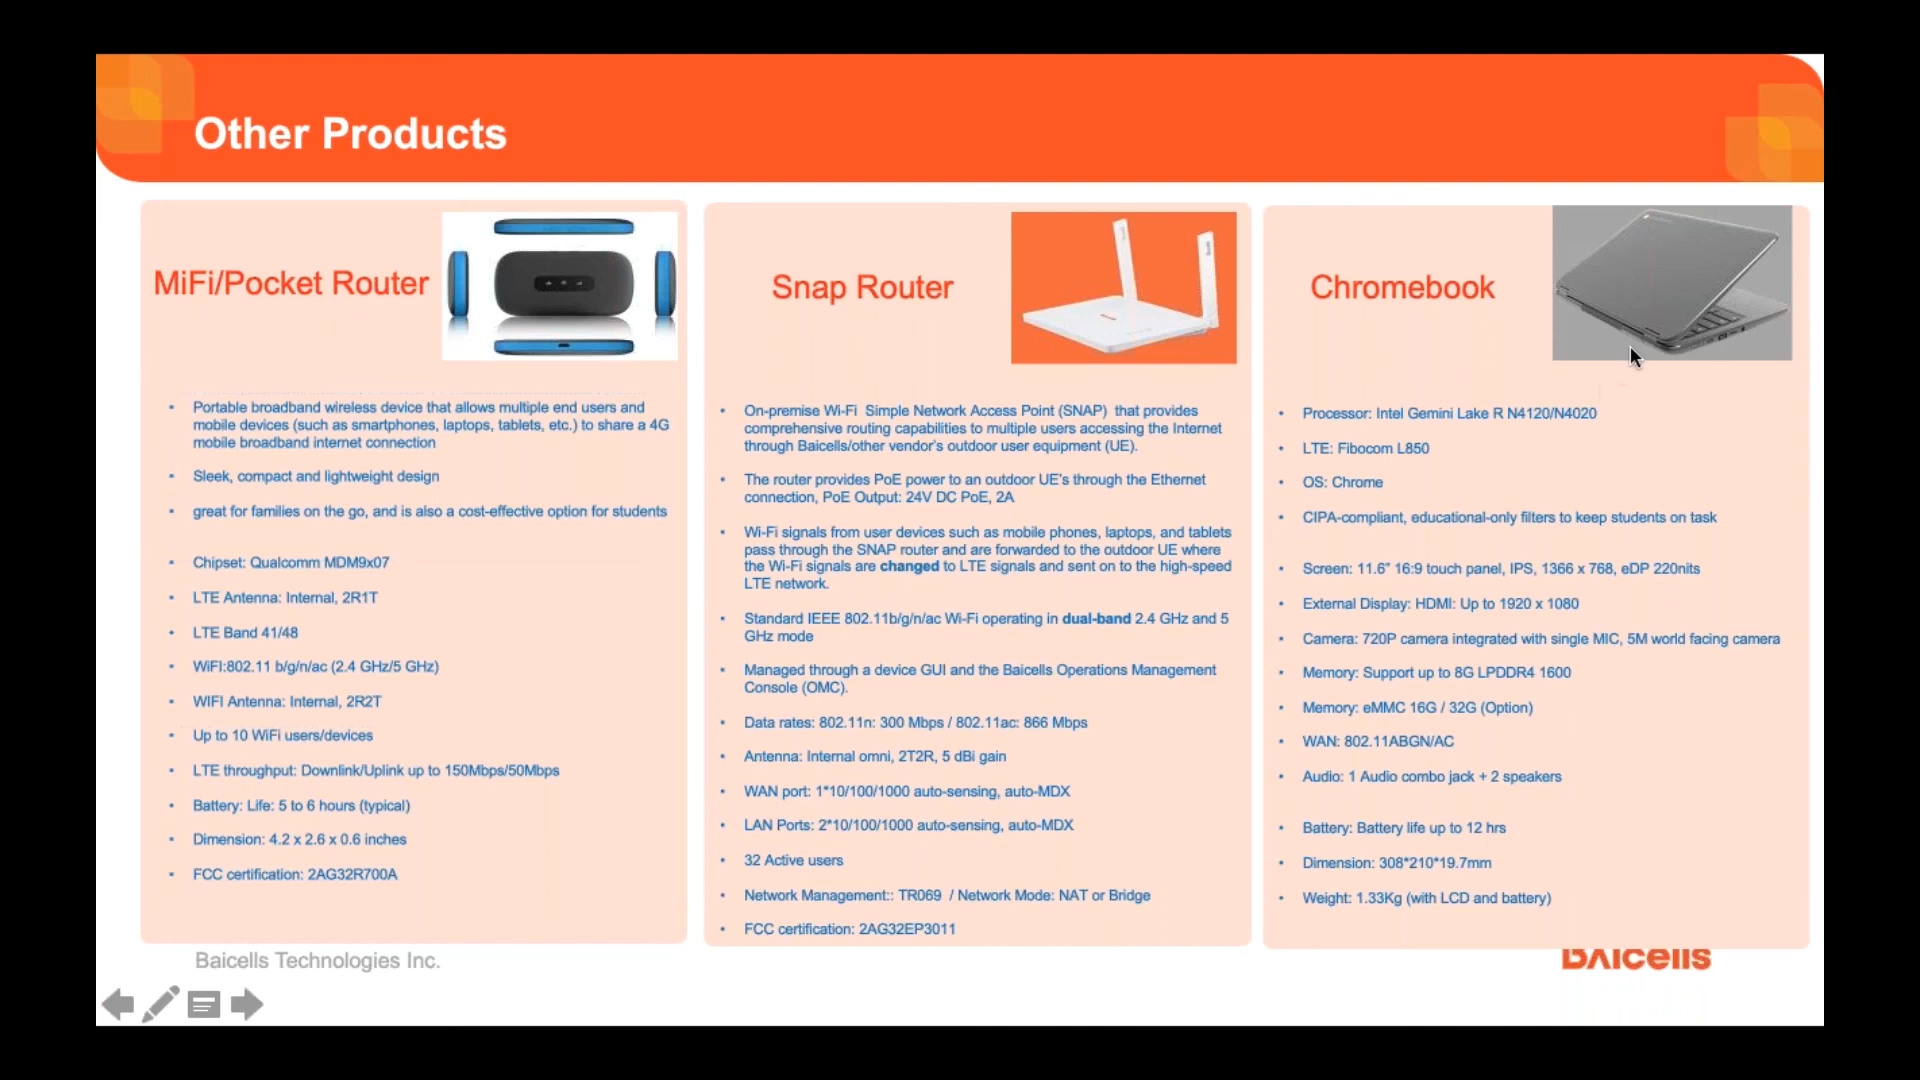 Other Products
MiFi/Pocket Router
• Portable broadband wireless device that allows multiple end users and
mobile devices (such as smartphones, laptops, tablets, etc.) to share a 4G
mobile broadband internet connection
• Sleek, compact and lightweight design
• great for families on the go, and is also a cost-effective option for students
• Chipset: Qualcomm MDM9x07
• LTE Antenna: Internal, 2R1T
• LTE Band 41/48
• WiFI:802.11 b/g/n/ac (2.4 GHz/5 GHz)
• WIFI Antenna: Internal, 2R2T
• Up to 10 WiFi users/devices
• LTE throughput: Downlink/Uplink up to 150Mbps/50Mbps
• Battery: Life: 5 to 6 hours (typical)
• Dimension: 4.2 x 2.6 x 0.6 inches
• FCC certification: 2AG32R700A
Snap Router
• On-premise Wi-Fi  Simple Network Access Point (SNAP)  that provides
comprehensive routing capabilities to multiple users accessing the Internet
through Baicells/other vendor's outdoor user equipment (UE).
• The router provides PoE power to an outdoor UE's through the Ethernet
connection, PoE Output: 24V DC PoE, 2A
• Wi-Fi signals from user devices such as mobile phones, laptops, and tablets
pass through the SNAP router and are forwarded to the outdoor UE where
the Wi-Fi signals are changed to LTE signals and sent on to the high-speed
LTE network.
• Standard IEEE 802.11b/g/n/ac Wi-Fi operating in dual-band 2.4 GHz and 5
GHz mode
• Managed through a device GUI and the Baicells Operations Management
Console (OMC).
• Data rates: 802.11n: 300 Mbps / 802.11ac: 866 Mbps
• Antenna: Internal omni, 2T2R, 5 dBi gain
• WAN port: 1*10/100/1000 auto-sensing, auto-MDX
• LAN Ports: 2*10/100/1000 auto-sensing, auto-MDX
• 32 Active users
• Network Management:: TR069  / Network Mode: NAT or Bridge
• FCC certification: 2AG32EP3011
Chromebook
• Processor: Intel Gemini Lake R N4120/N4020
• LTE: Fibocom L850
• OS: Chrome
• CIPA-compliant, educational-only filters to keep students on task
• Screen: 11.6" 16:9 touch panel, IPS, 1366 x 768, eDP 220nits
• External Display: HDMI: Up to 1920 x 1080
• Camera: 720P camera integrated with single MIC, 5M world facing camera
• Memory: Support up to 8G LPDDR4 1600
• Memory: eMMC 16G / 32G (Option)
• WAN: 802.11ABGN/AC
• Audio: 1 Audio combo jack + 2 speakers
• Battery: Battery life up to 12 hrs
• Dimension: 308*210*19.7mm
• Weight: 1.33Kg (with LCD and battery)
Baicells Technologies Inc.
BAICELLS